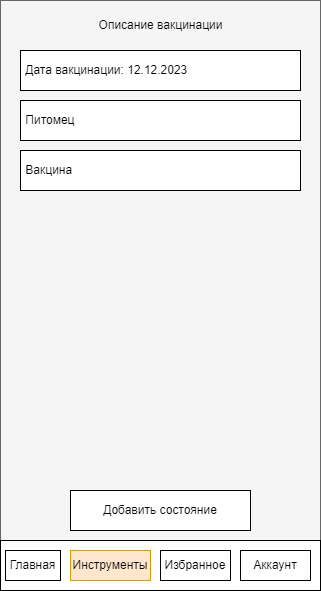 Описание вакцинации
Дата вакцинации: 12.12.2023
Питомец
Вакцина
Добавить состояние
Главная
Инструменты
Избранное
Аккаунт